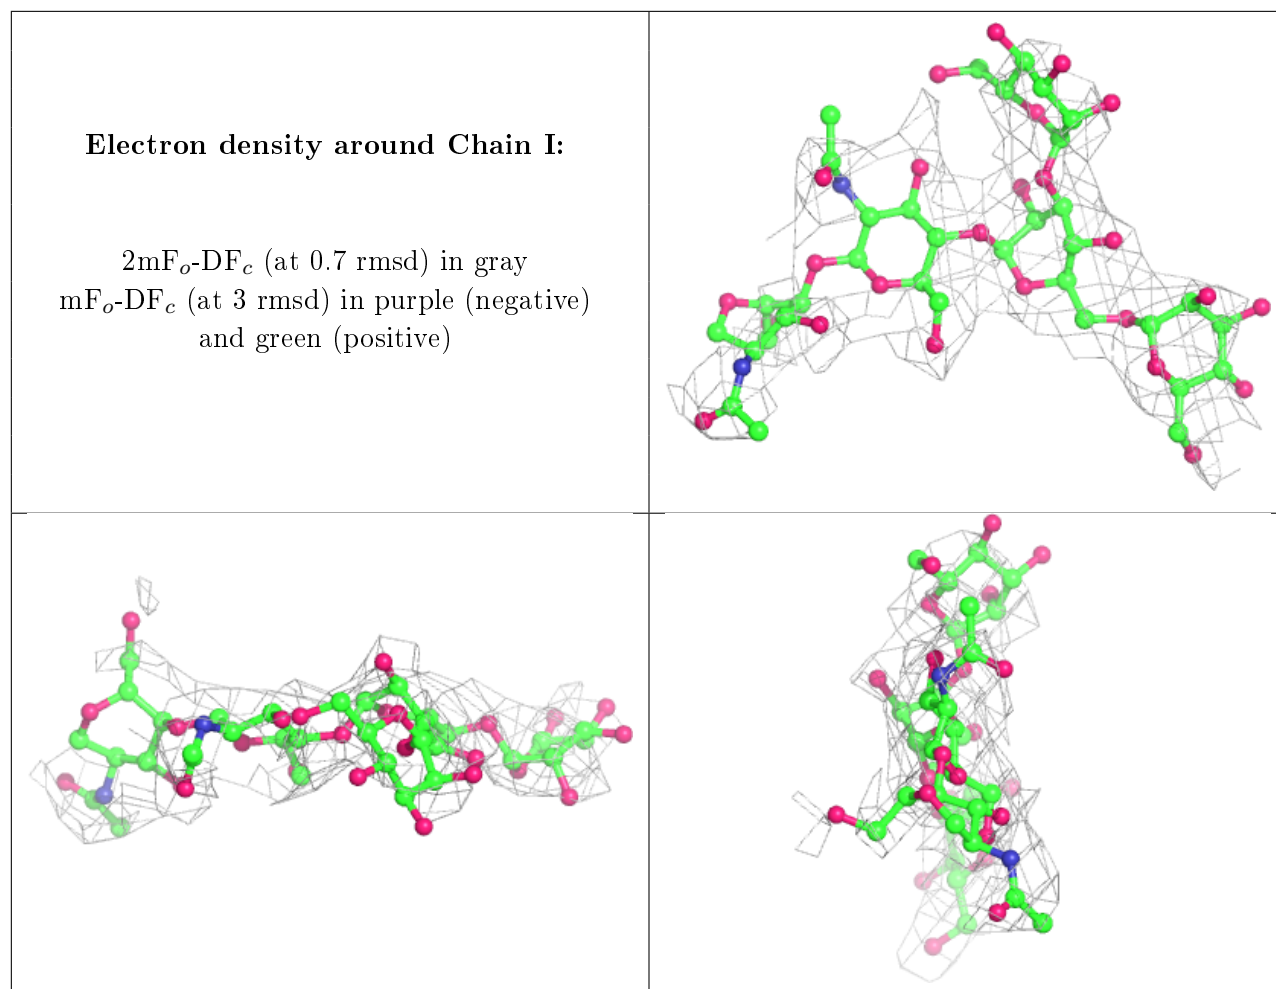 Electron density around Chain I:
2mFo-DFc (at 0.7 rmsd) in gray
mFo-DFc (at 3 rmsd) in purple (negative)
and green (positive)